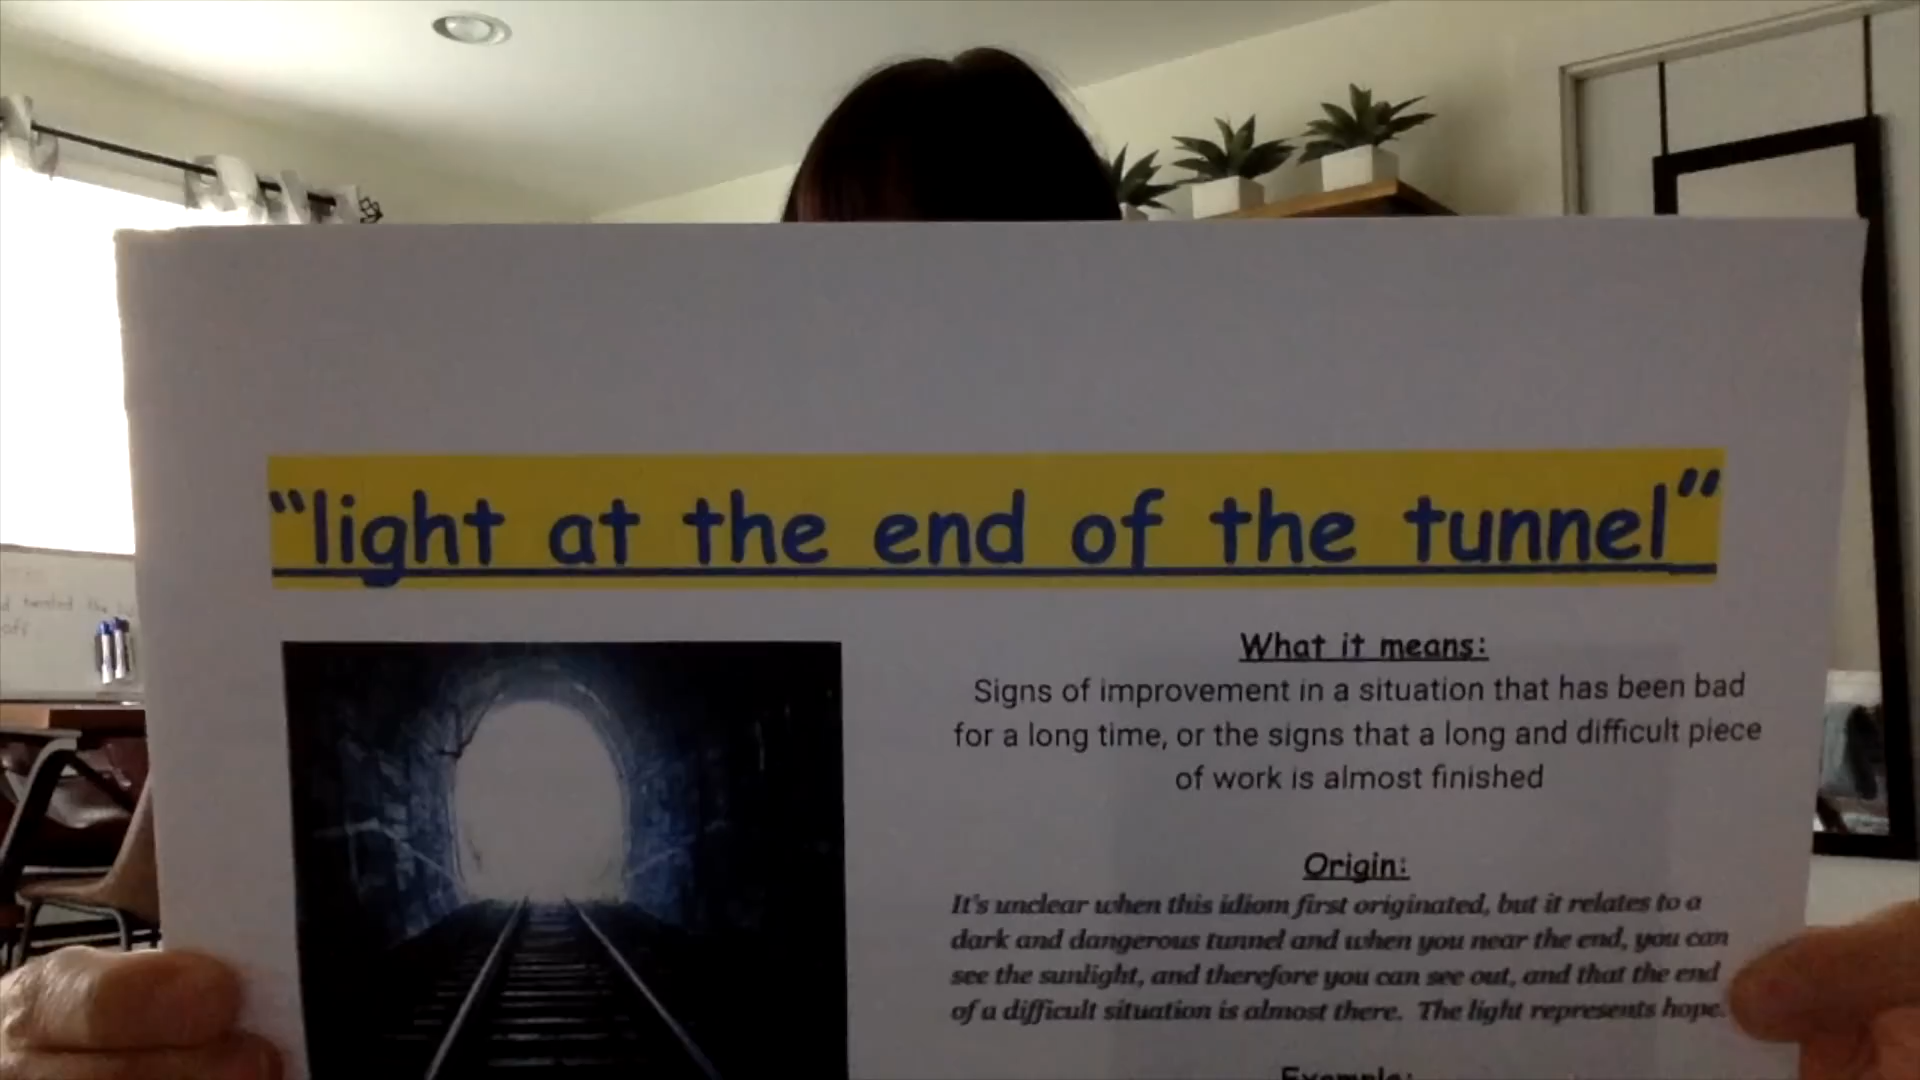 “light at the end of the tunnel”
What it means:
Signs of improvement in a situation that has been bad
for a long time, or the signs that a long and difficult piece
of work is almost finished
Origin:
It's unclear when this idiom first originated, but it relates to a
dark and dangerous tunnel and when you near the end, you can
see the sunlight, and therefore you can see out, and that the end
of a difficult situation is almost there. The light represents hope.
Example:
twisted the
off